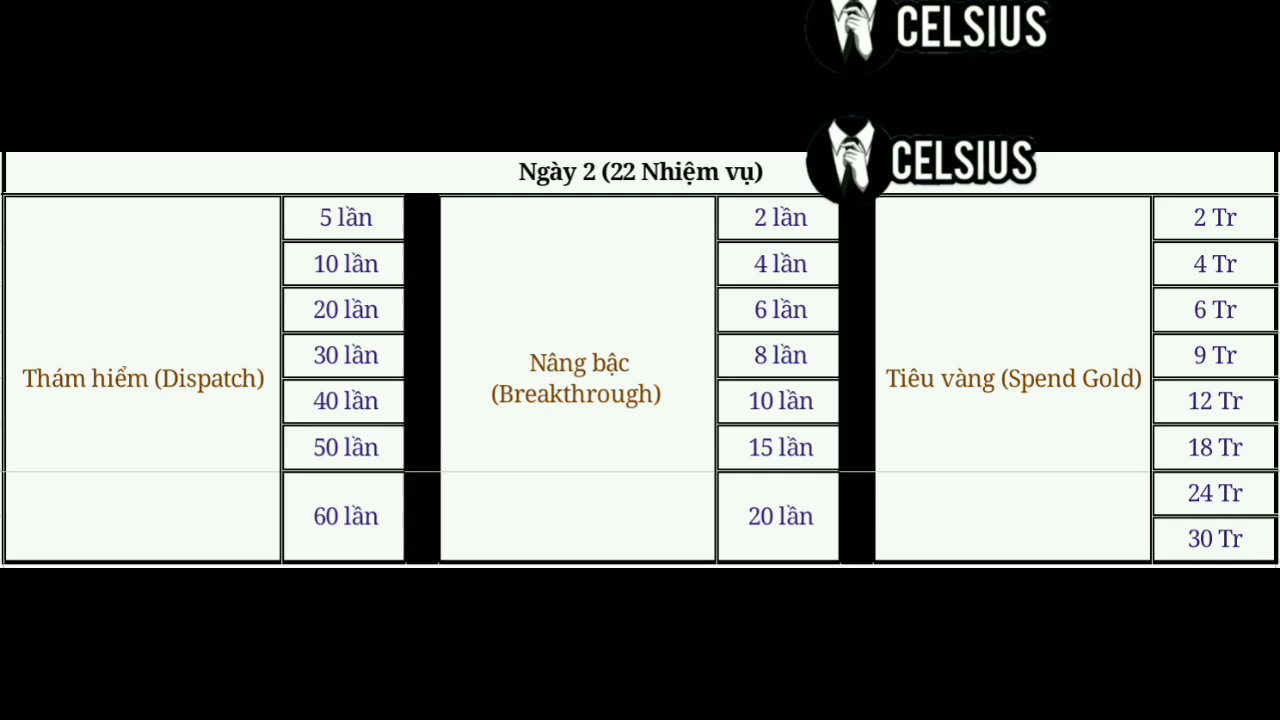 CELSIUS
CELSIUS
Ngày 2 (22 Nhiệm vụ)
Thám hiểm (Dispatch)
5 lần
10 lần
20 lần
30 lần
40 lần
50 lần
60 lần
Nâng bậc
(Breakthrough)
2 lần
4 lần
6 lần
8 lần
10 lần
15 lần
20 lần
Tiêu vàng (Spend Gold)
2 Tr
4 Tr
6 Tr
9 Tr
12 Tr
18 Tr
24 Tr
30 Tr